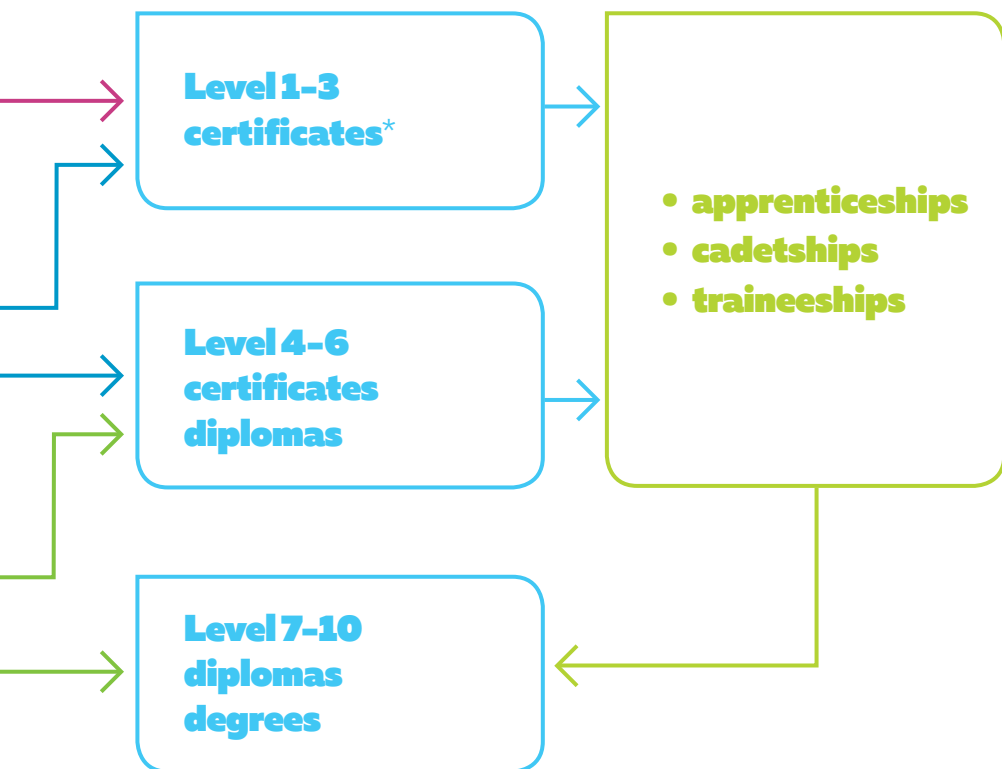 Level 1–3
certificates*
• apprenticeships
• cadetships
• traineeships
Level 4–6
certificates
diplomas
Level 7–10
diplomas
degrees